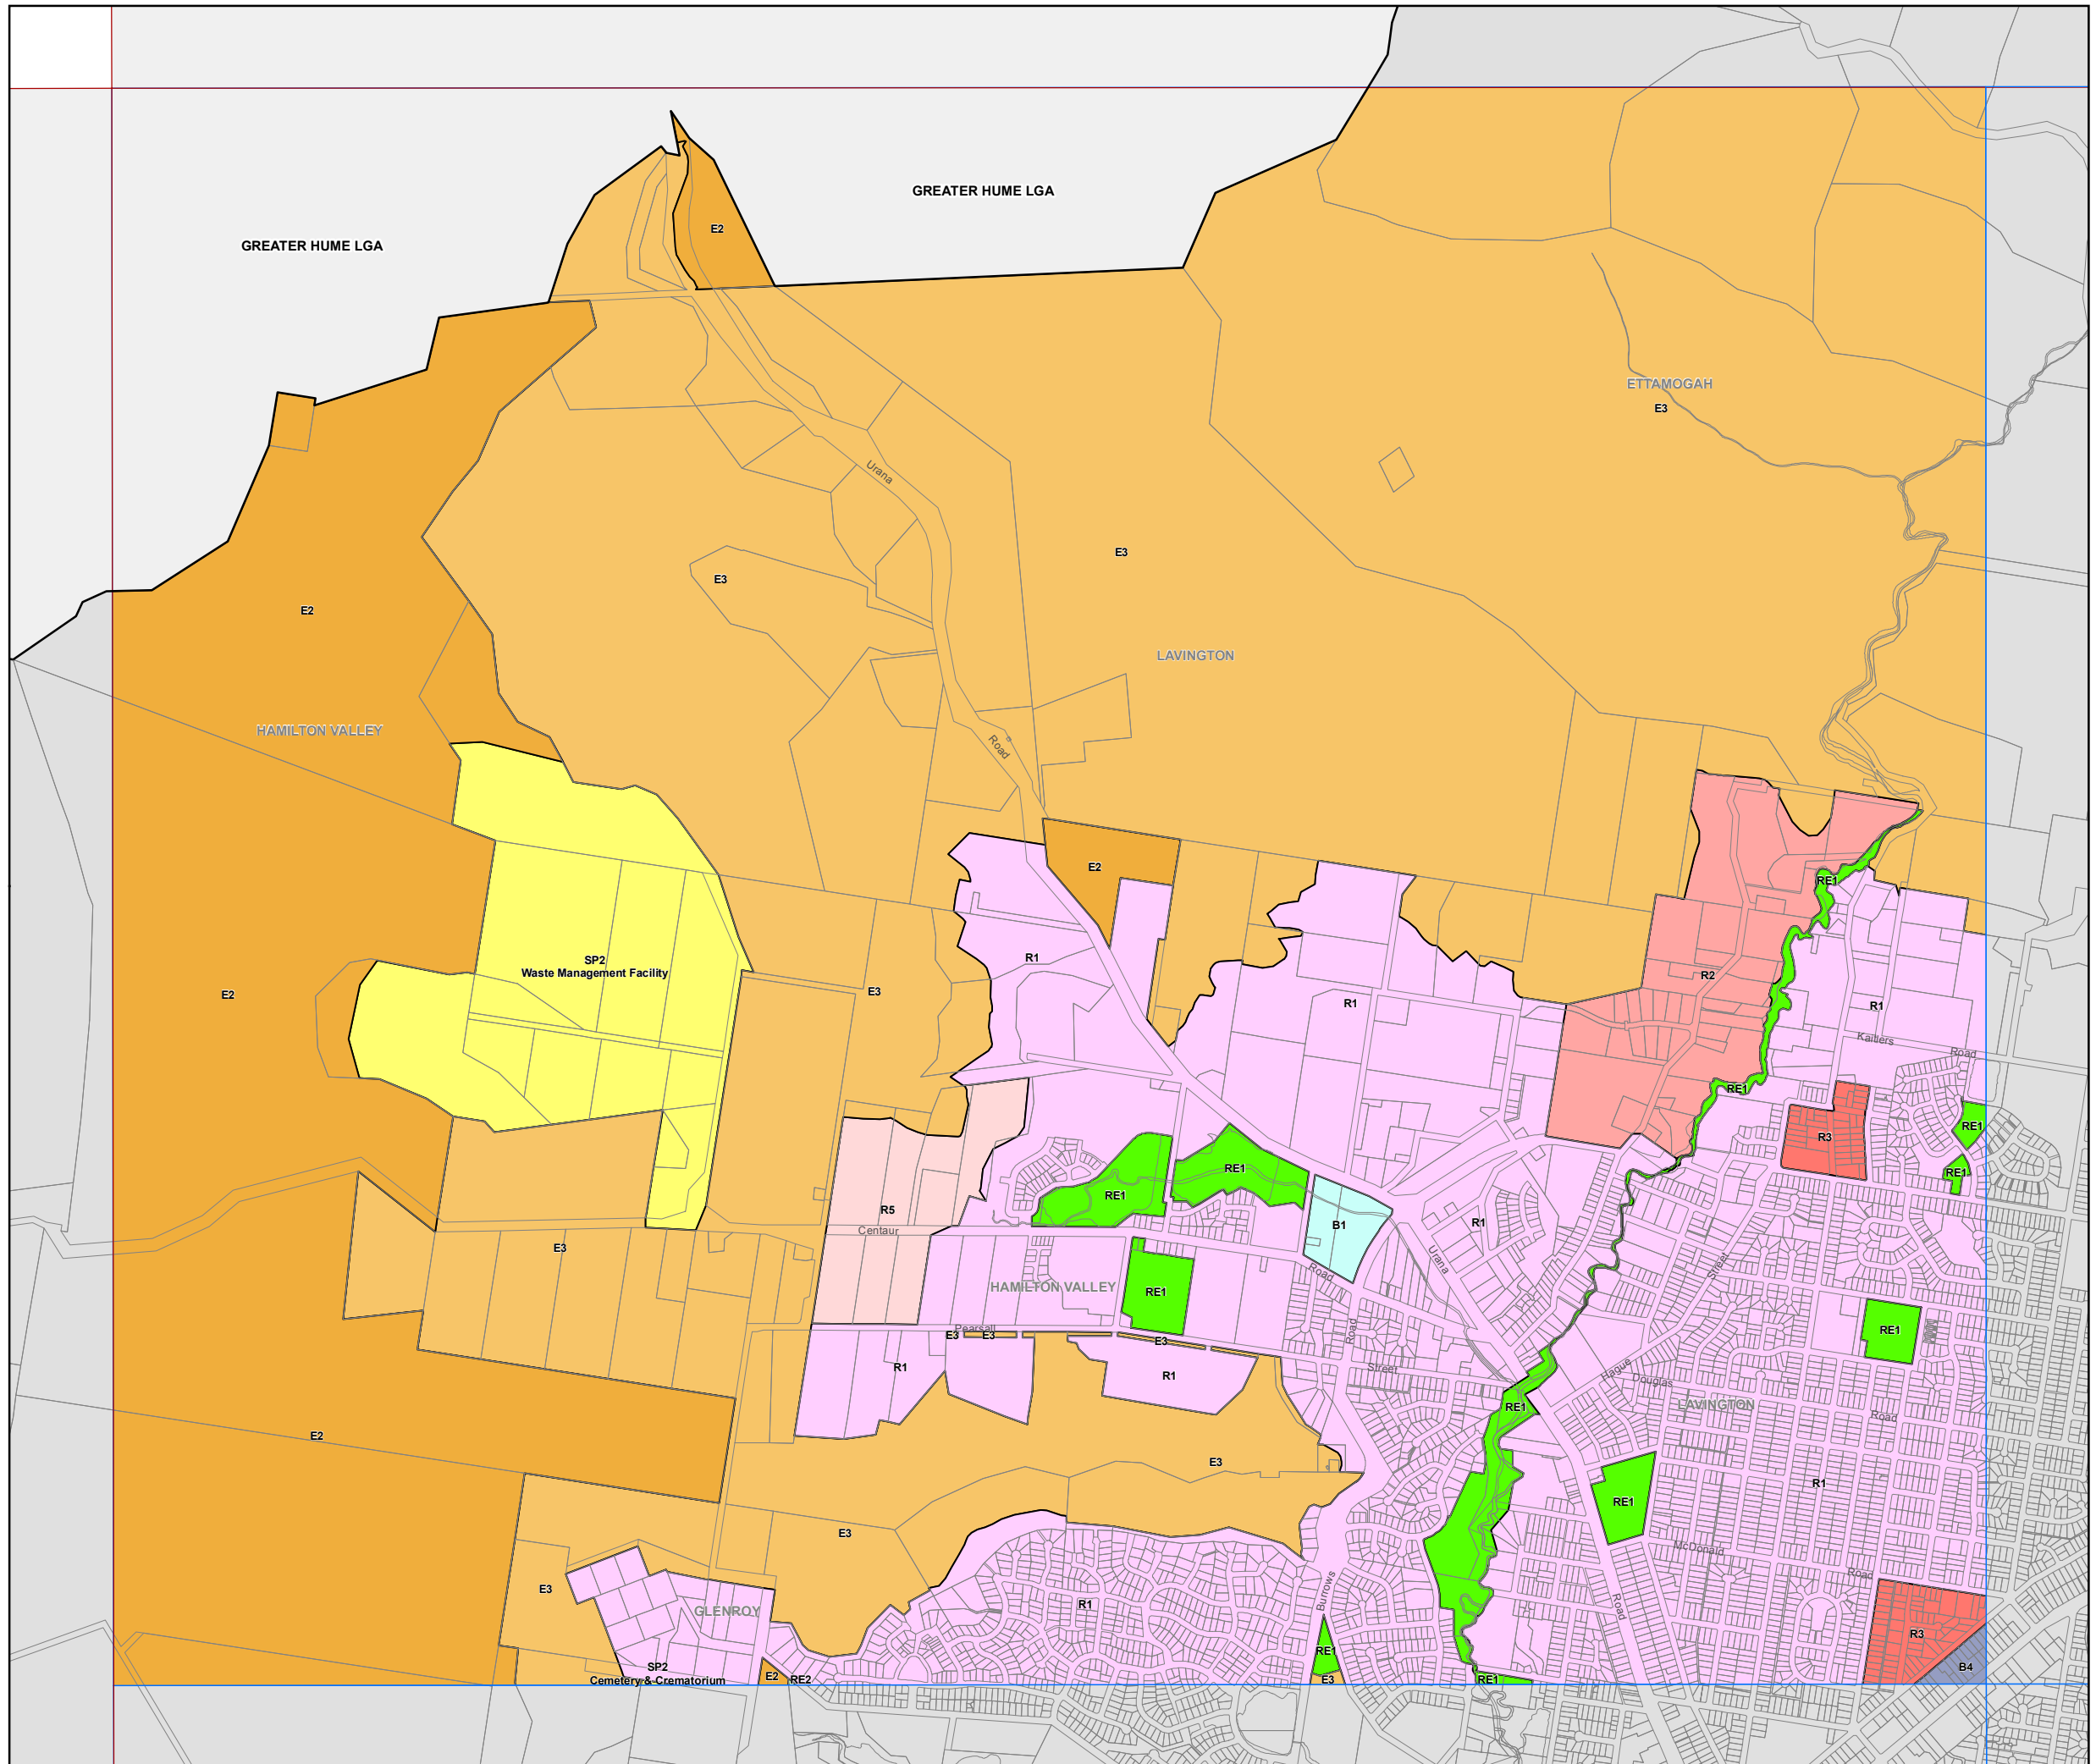 GREATER HUME LGA
E2
GREATER HUME LGA
ETTAMOGAH
E3
Urana
E3
E3
E2
LAVINGTON
HAMILTON VALLEY
Road
E2
RE1
SP2
Waste Management Facility
R1
R2
E2
E3
R1
R1
Kaitlers
Road
RE1
RE1
R3
RE1
RE1
RE1
R5
Centaur
B1
R1
E3
Urana
Street
Road
HAMILTON VALLEY
RE1
Pearsall
E3
E3
E3
Road
RE1
R1
R1
Street
Hague
Douglas
LAVINGTON
RE1
Road
E2
E3
R1
RE1
E3
McDonald
Road
E3
GLENROY
R1
Burrows
Road
R3
RE1
SP2
Cemetery & Crematorium
E2
RE2
E3
RE1
B4